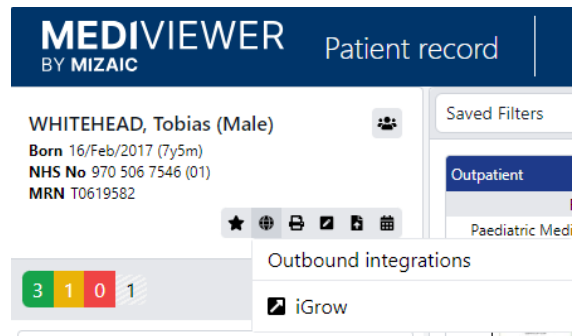 MEDIVIEWER
BY MIZAIC
Patient record
WHITEHEAD, Tobias (Male)
Born 16/Feb/2017 (7y5m)
NHS No 970 506 7546 (01)
MRN T0619582
3 1 0 1
Saved Filters
Outpatient
Paediatric Medi
Outbound integrations
iGrow